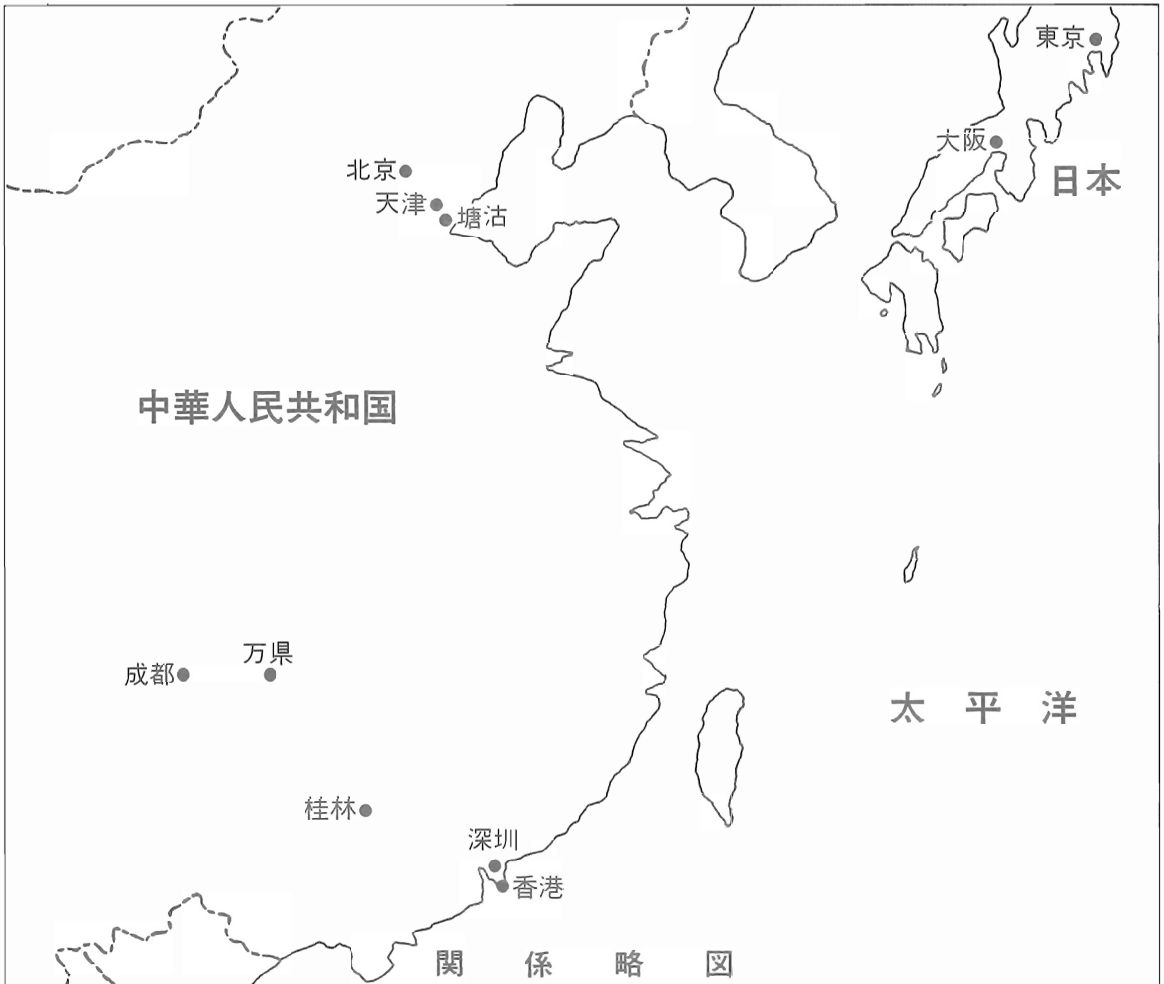 東京
大阪
日本
北京
天津
塘沽
中華人民共和国
万県
成都
太平洋
桂林
深圳
香港
関係略図